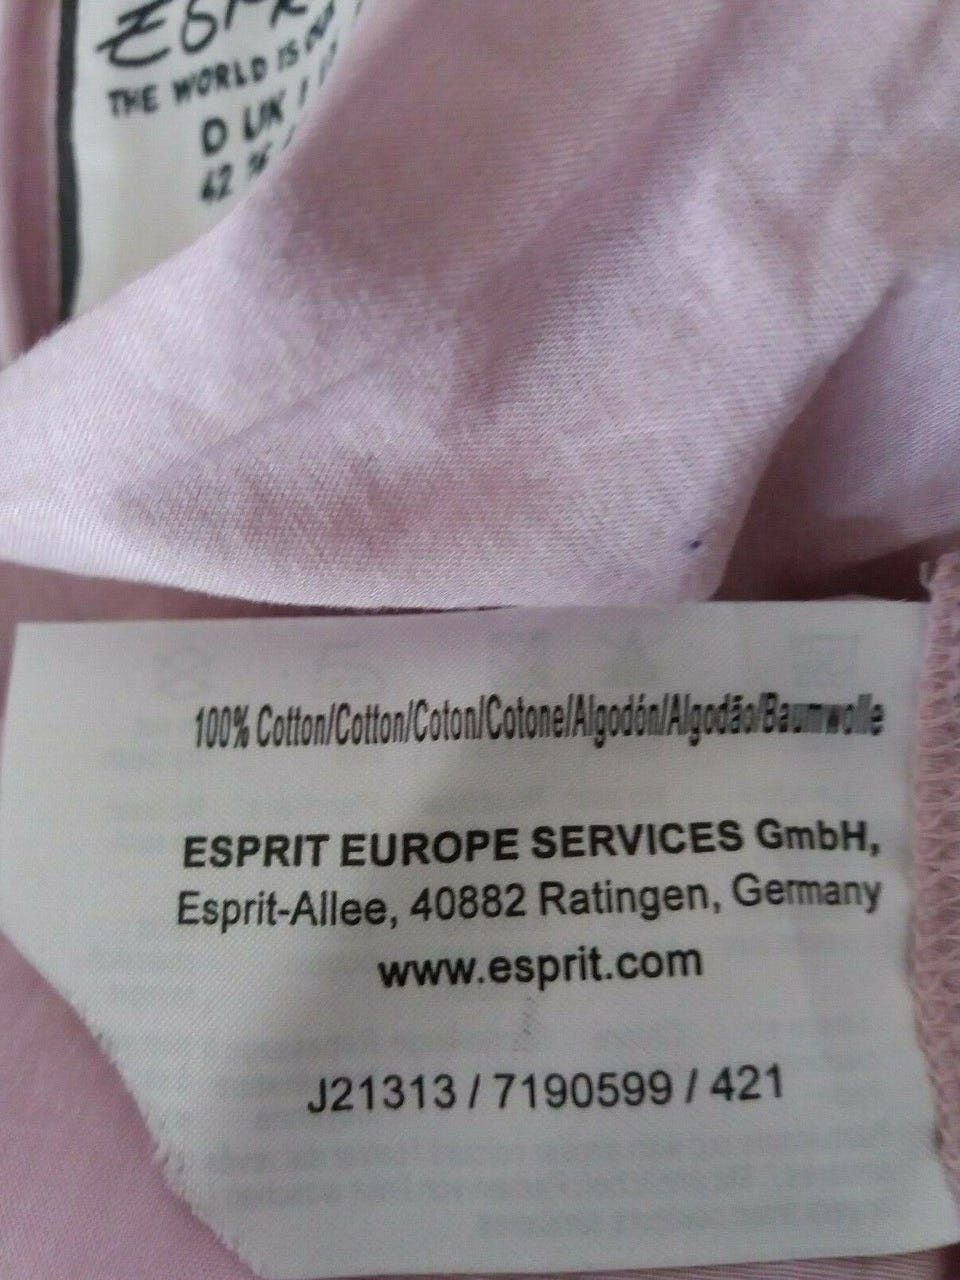 THE WORLD IS
D UK
42
100% Cotton/Cotton/Coton/Cotone/Algodón/Algodão/Baumwolle
ESPRIT EUROPE SERVICES GmbH,
Esprit-Allee, 40882 Ratingen, Germany
www.esprit.com
J21313 / 7190599 / 421